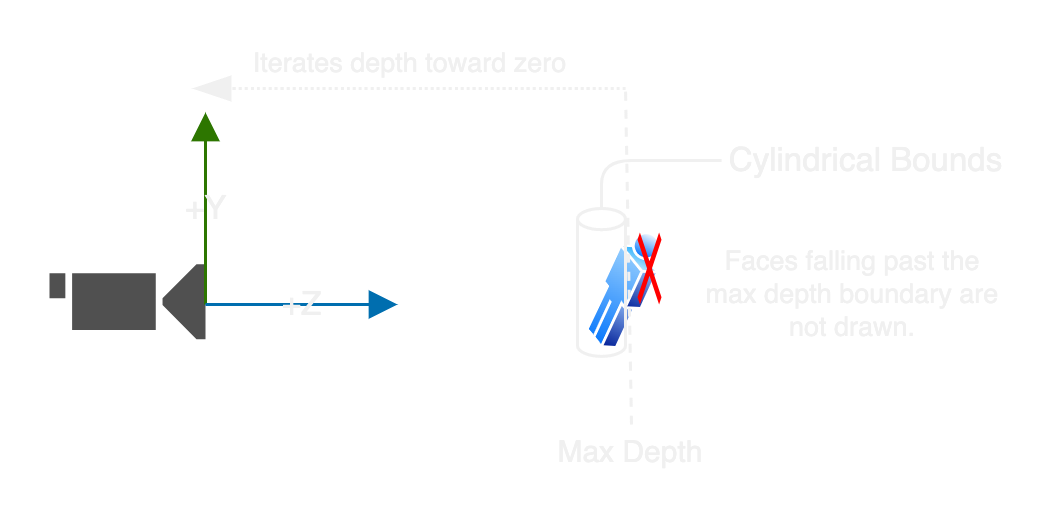 Iterates depth toward zero
Cylindrical Bounds
+Y
Faces falling past the
max depth boundary are
not drawn.
+Z
Max Depth